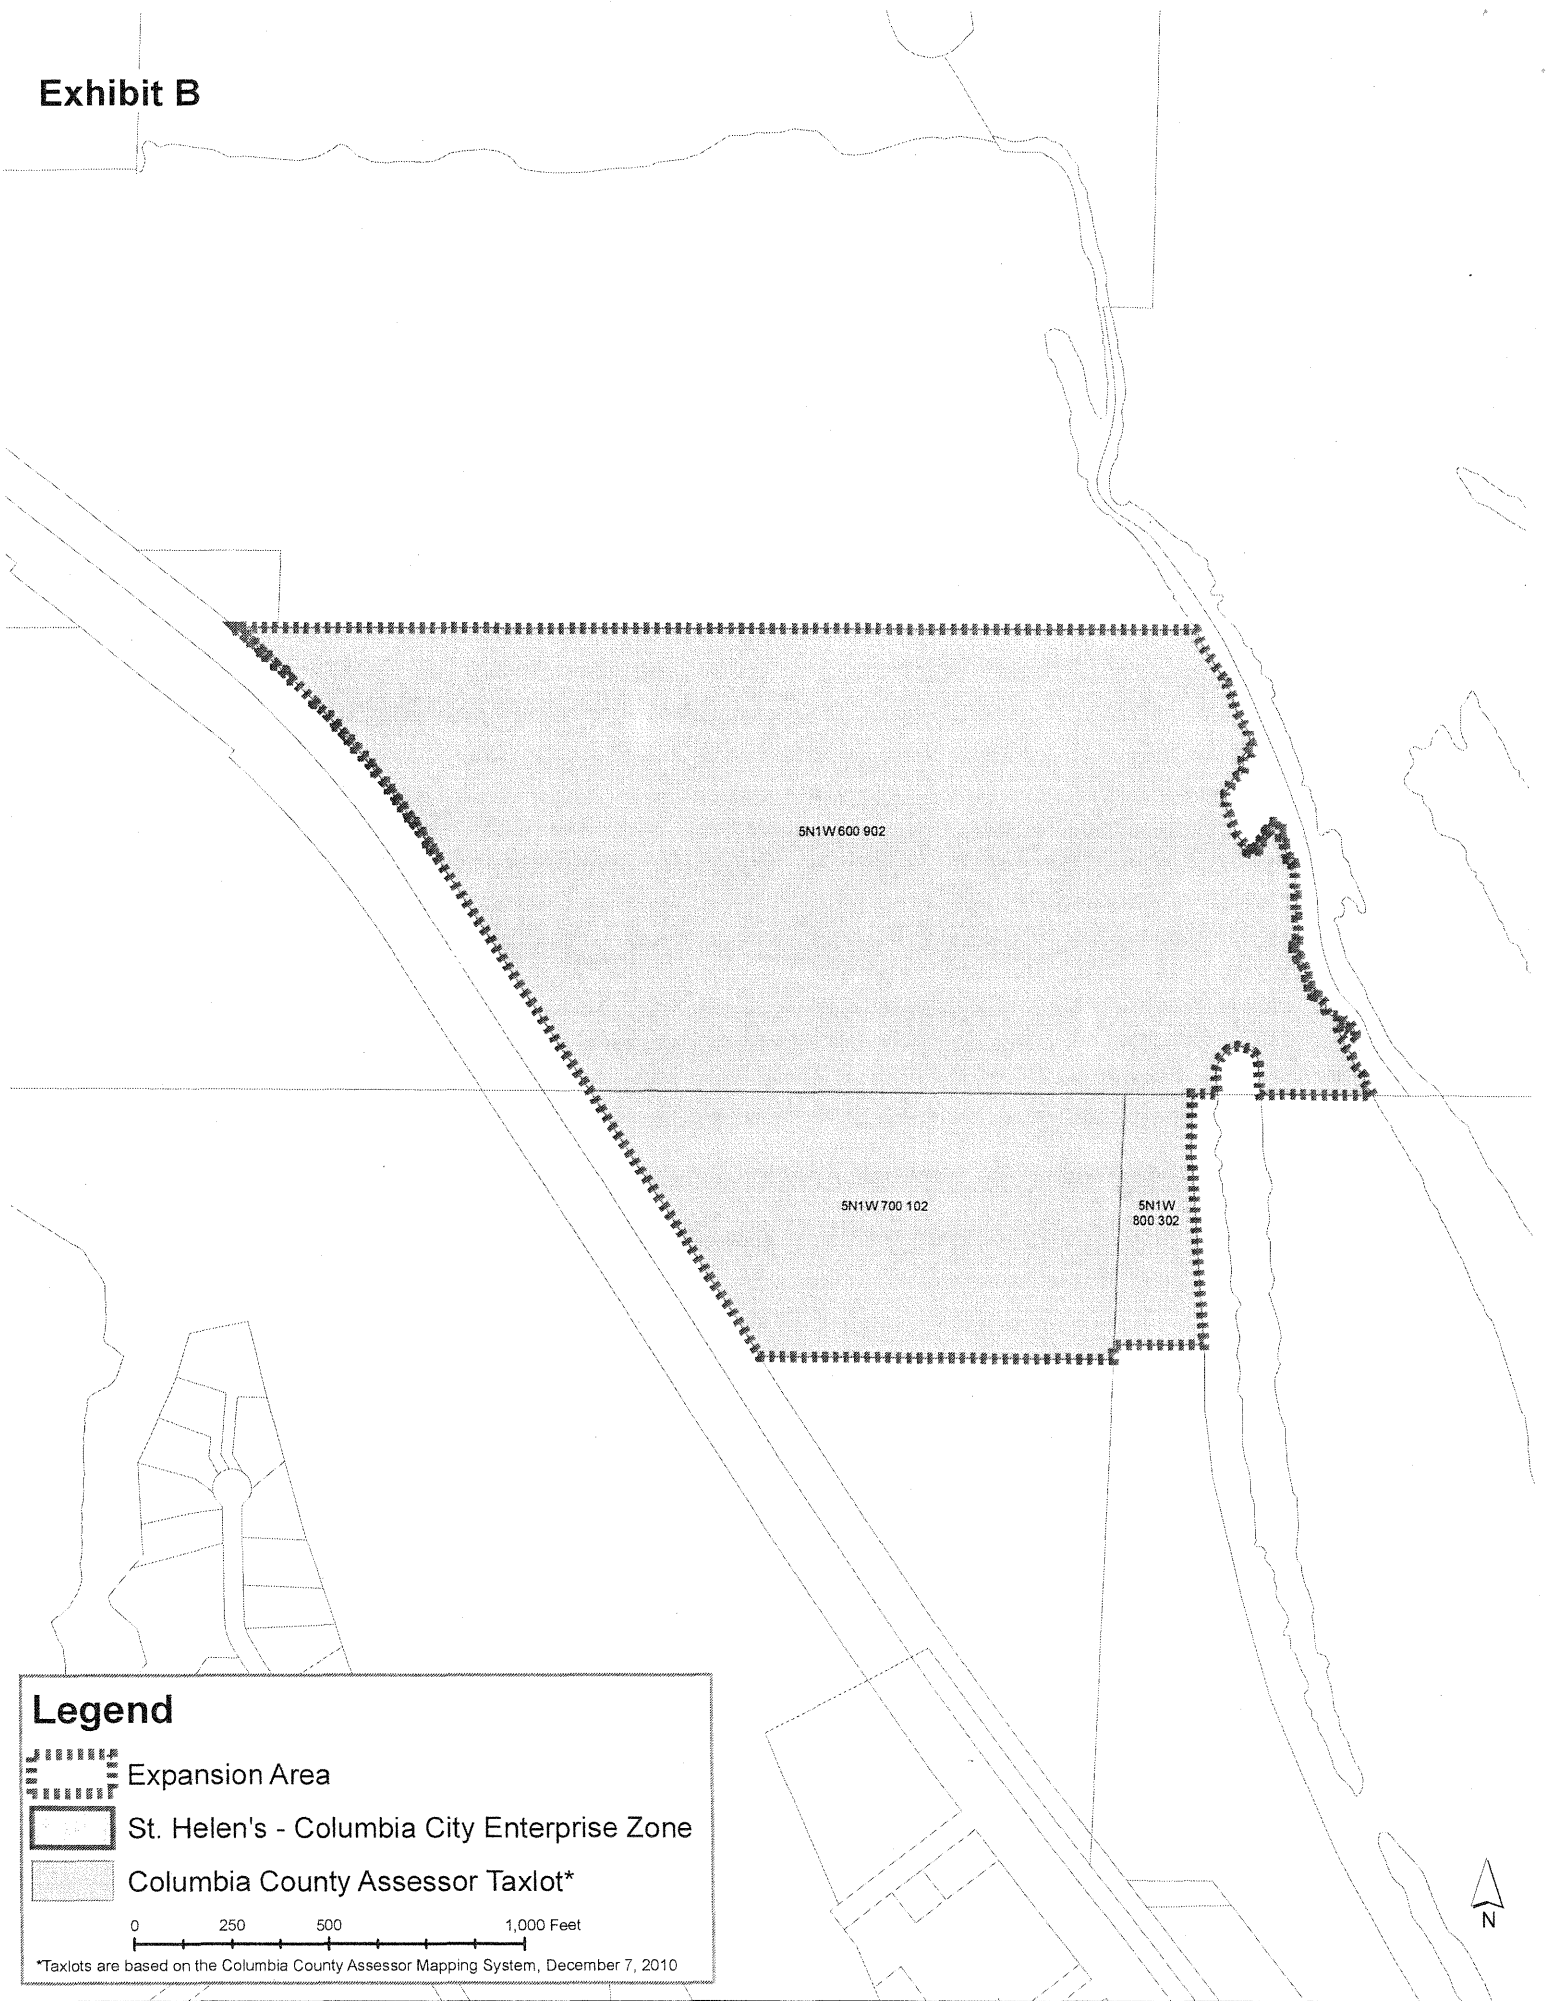 Exhibit B
5N1W 600 902
5N1W 700 102
5N1W
800 302
Legend
Expansion Area
St. Helen's - Columbia City Enterprise Zone
Columbia County Assessor Taxlot*
0 250 500 1,000 Feet
*Taxlots are based on the Columbia County Assessor Mapping System, December 7, 2010
N